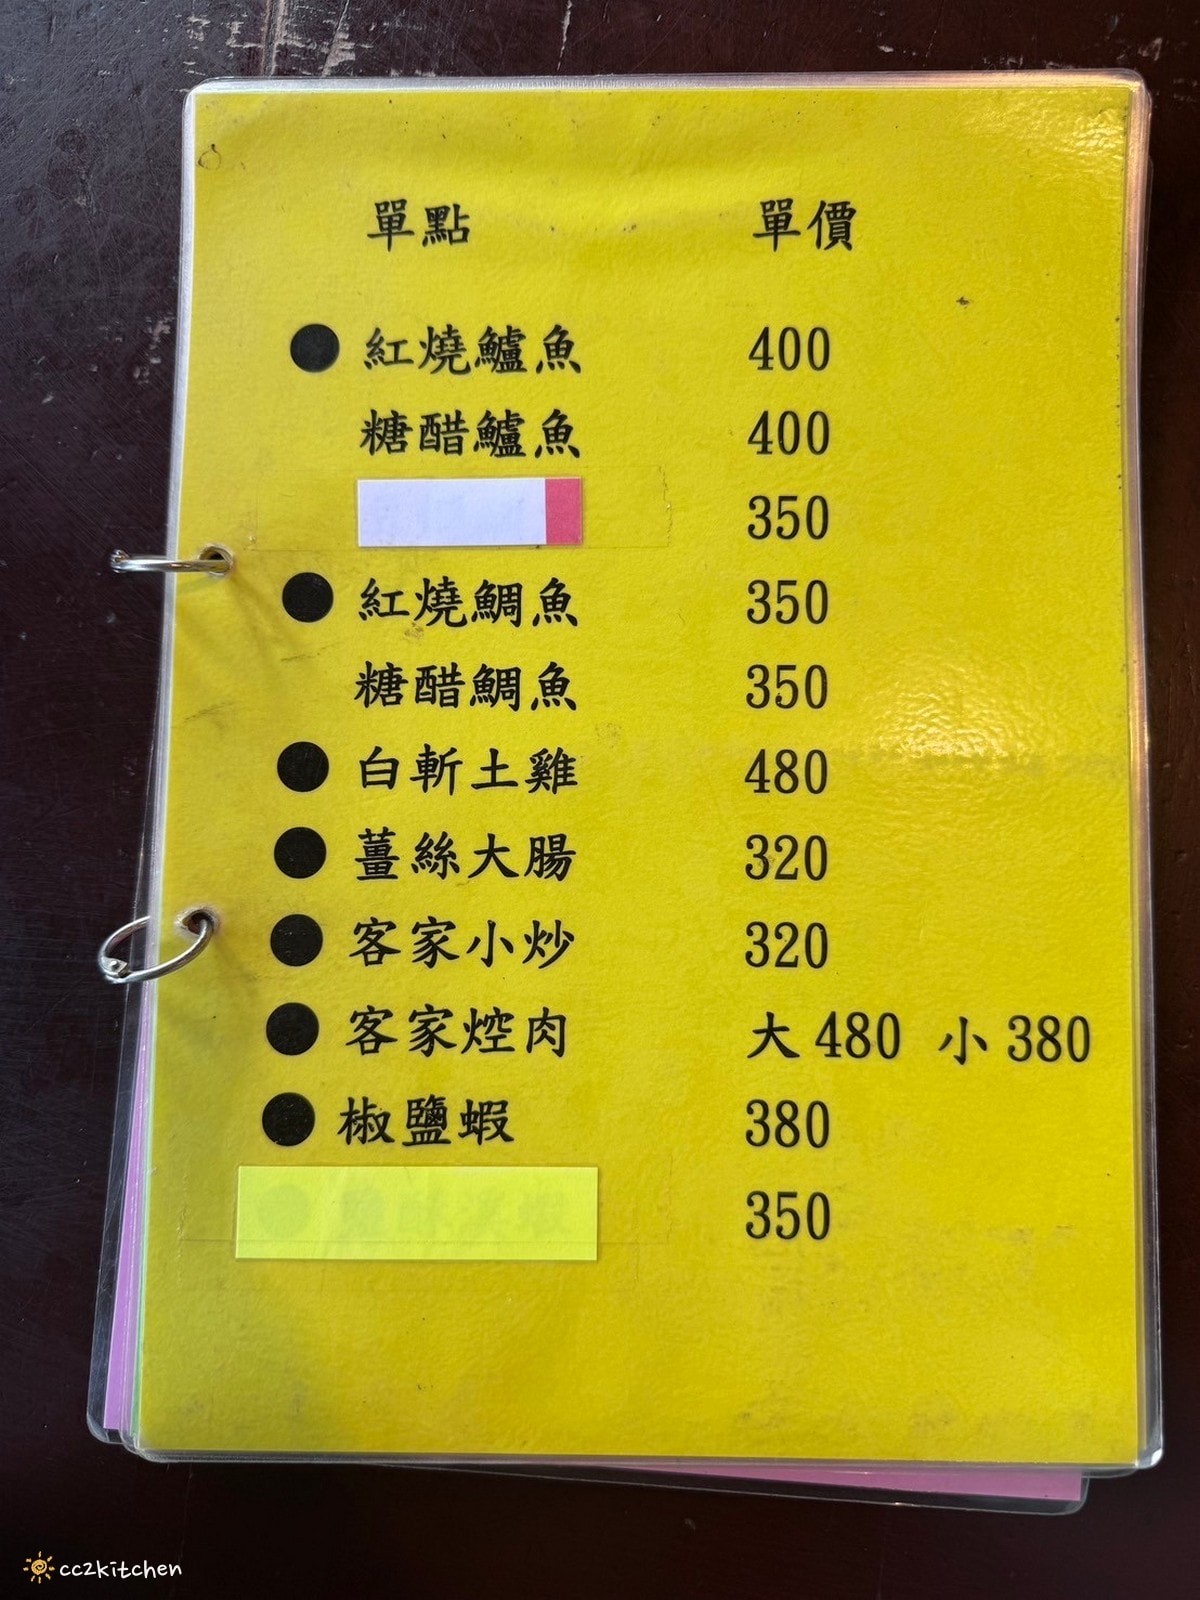 單點 單價
● 紅燒鱸魚 400
糖醋鱸魚 400
350
● 紅燒鯛魚 350
糖醋鯛魚 350
● 白斬土雞 480
● 薑絲大腸 320
● 客家小炒 320
● 客家焢肉 大 480 小 380
● 椒鹽蝦 380
350
cc2kitchen